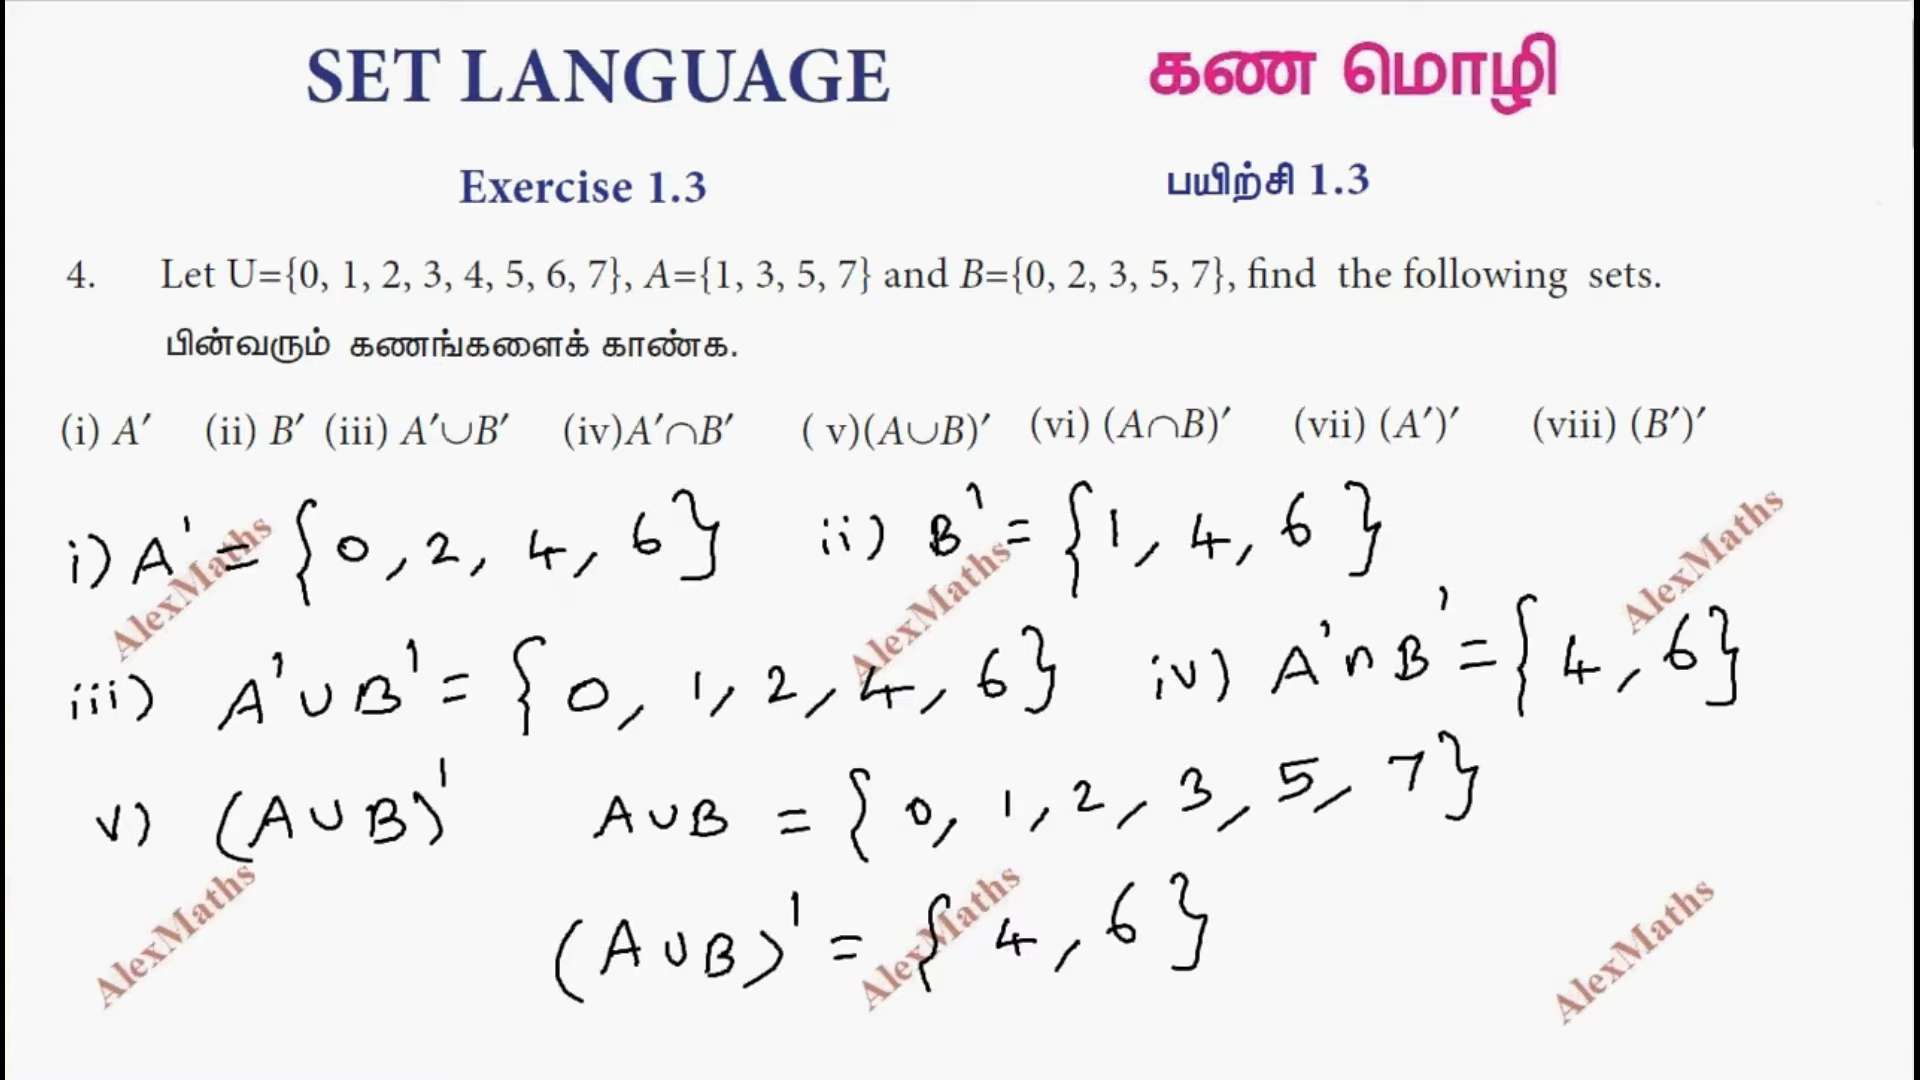 SET LANGUAGE கண மொழி
Exercise 1.3 பயிற்சி 1.3
4. Let U={0, 1, 2, 3, 4, 5, 6, 7}, A={1, 3, 5, 7} and B={0, 2, 3, 5, 7}, find the following sets.
பின்வரும் கணங்களைக் காண்க.
(i) A′ (ii) B′ (iii) A′∪B′ (iv)A′∩B′ ( v)(A∪B)′ (vi) (A∩B)′ (vii) (A′)′ (viii) (B′)′
i) A' = {0, 2, 4, 6} ii) B' = {1, 4, 6}
iii) A'∪B' = {0, 1, 2, 4, 6} iv) A'∩B' = {4, 6}
v) (A∪B)' A∪B = {0, 1, 2, 3, 5, 7}
(A∪B)' = {4, 6}
AlexMaths
AlexMaths
AlexMaths
AlexMaths
AlexMaths
AlexMaths